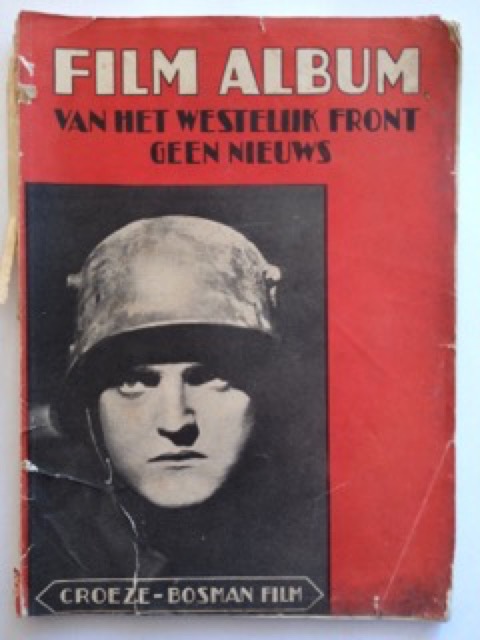 FILM ALBUM
VAN HET WESTELIJK FRONT
GEEN NIEUWS
CROEZE-BOSMAN FILM